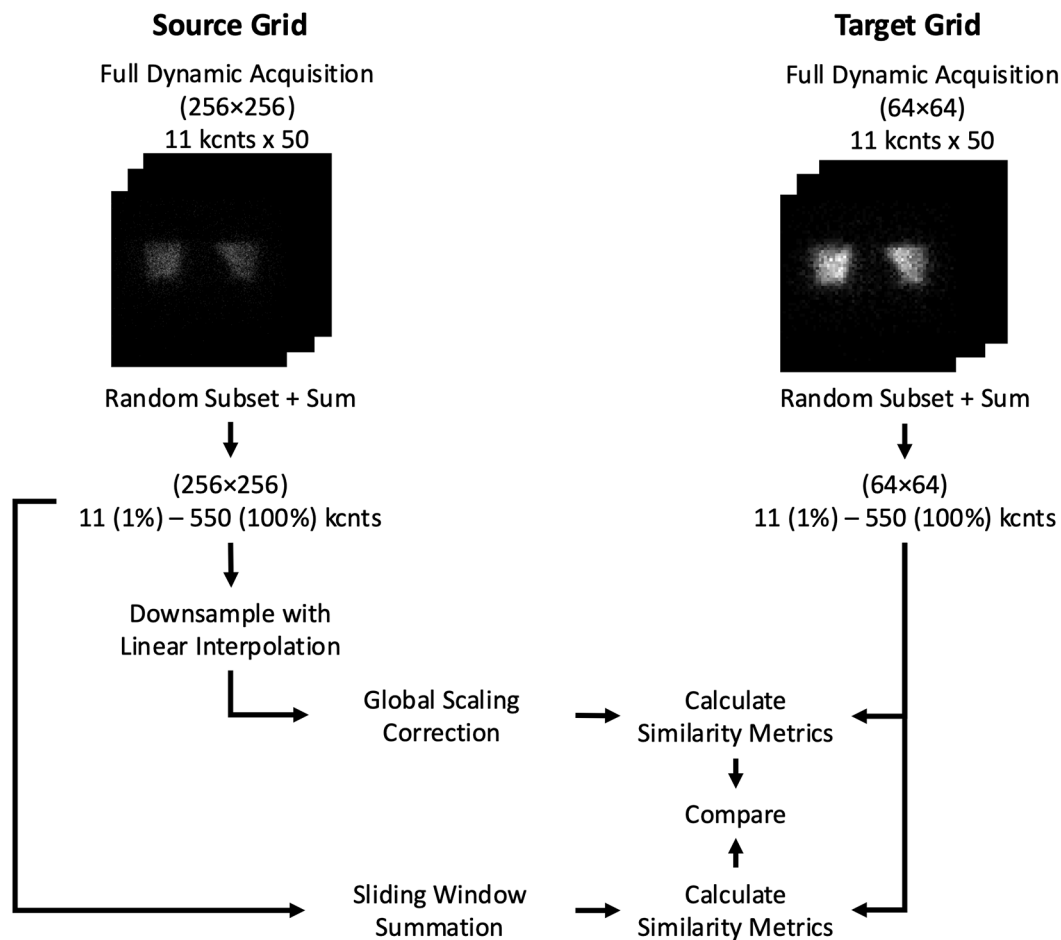 Source Grid
Full Dynamic Acquisition
(256×256)
11 kcnts x 50
Random Subset + Sum
(256×256)
11 (1%) – 550 (100%) kcnts
Downsample with
Linear Interpolation
Target Grid
Full Dynamic Acquisition
(64×64)
11 kcnts x 50
Random Subset + Sum
(64×64)
11 (1%) – 550 (100%) kcnts
Global Scaling
Correction
Calculate
Similarity Metrics
Compare
Sliding Window
Summation
Calculate
Similarity Metrics